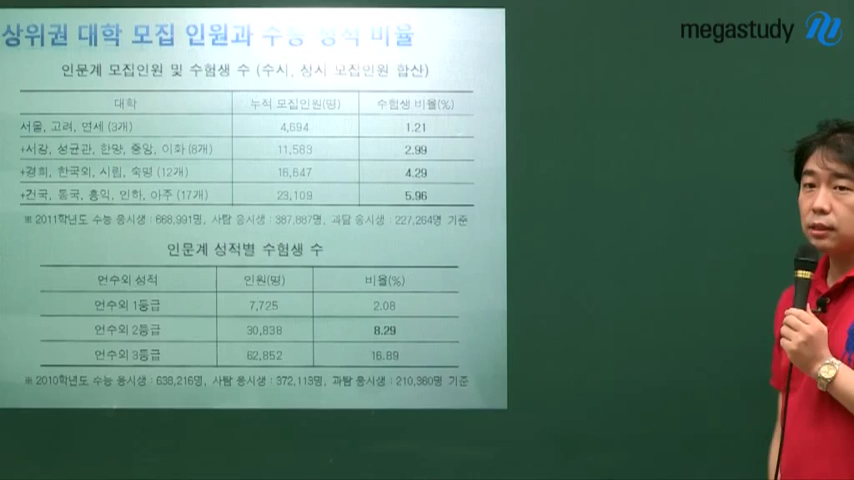 megastudy
상위권 대학 모집 인원과 수능 성적 비율
인문계 모집인원 및 수험생 수 (수시, 정시 모집인원 합산)
대학 누적 모집인원(명) 수험생 비율(%)
서울, 고려, 연세 (3개) 4,694 1.21
+서강, 성균관, 한양, 중앙, 이화 (8개) 11,583 2.99
+경희, 한국외, 시립, 숙명 (12개) 16,647 4.29
+건국, 동국, 홍익, 인하, 아주 (17개) 23,109 5.96
※ 2011학년도 수능 응시생 : 668,991명, 사탐 응시생 : 387,887명, 과탐 응시생 : 227,264명 기준
인문계 성적별 수험생 수
언수외 성적 인원(명) 비율(%)
언수외 1등급 7,725 2.08
언수외 2등급 30,838 8.29
언수외 3등급 62,852 16.89
※ 2010학년도 수능 응시생 : 638,216명, 사탐 응시생 : 372,113명, 과탐 응시생 : 210,360명 기준